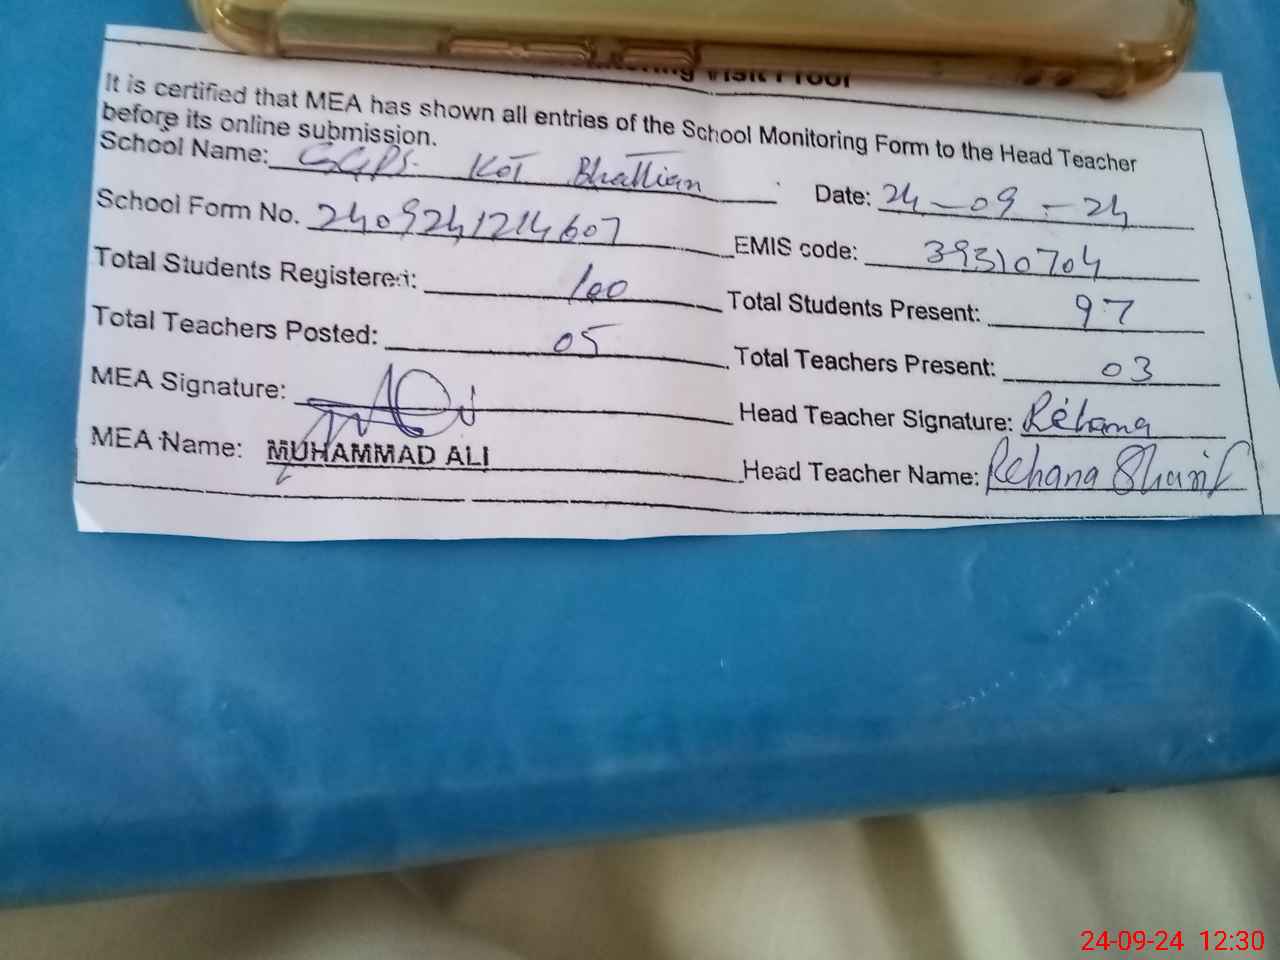 Visit Proof
It is certified that MEA has shown all entries of the School Monitoring Form to the Head Teacher
before its online submission.
School Name: GGPS. Kot Bhattian Date: 24-09-24
School Form No. 2409241214607 EMIS code: 39310704
Total Students Registered: 100 Total Students Present: 97
Total Teachers Posted: 05 Total Teachers Present: 03
MEA Signature: Head Teacher Signature: Rehana
MEA Name: MUHAMMAD ALI Head Teacher Name: Rehana Sharif
24-09-24 12:30